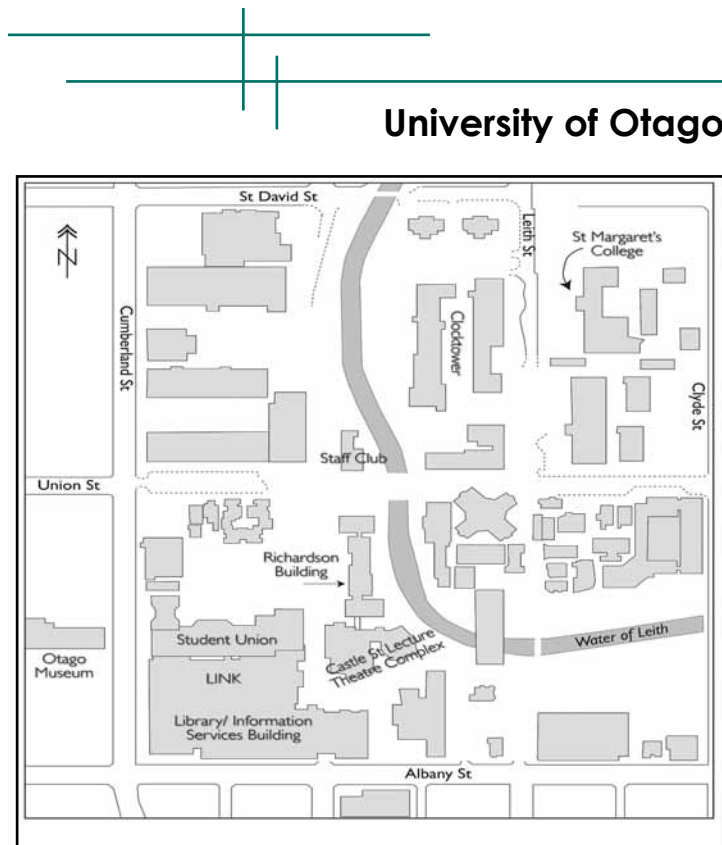 University of Otago
St David St
Leith St
St Margaret's
College
N
Cumberland St
Clocktower
Clyde St
Staff Club
Union St
Richardson
Building
Student Union
Castle St Lecture
Theatre Complex
Water of Leith
Otago
Museum
LINK
Library/ Information
Services Building
Albany St